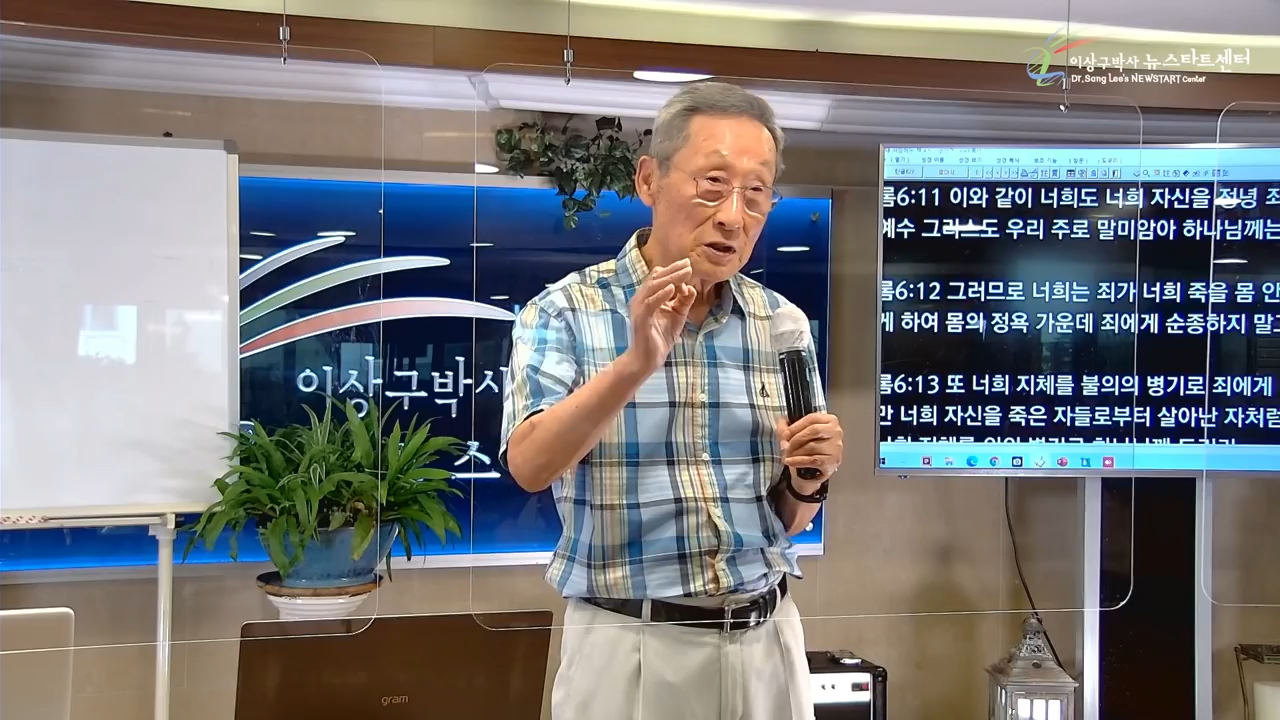 이상구박사 뉴스타트센터
Dr. Sang Lee's NEWSTART Center
이상구박사
스
롬6:11 이와 같이 너희도 너희 자신을 정녕 죄
예수 그리스도 우리 주로 말미암아 하나님께는
롬6:12 그러므로 너희는 죄가 너희 죽을 몸 안
게 하여 몸의 정욕 가운데 죄에게 순종하지 말고
롬6:13 또 너희 지체를 불의의 병기로 죄에게
만 너희 자신을 죽은 자들로부터 살아난 자처럼
gram